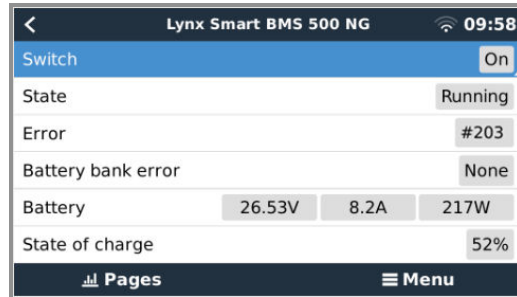 Lynx Smart BMS 500 NG 09:58
Switch On
State Running
Error #203
Battery bank error None
Battery 26.53V 8.2A 217W
State of charge 52%
Pages Menu